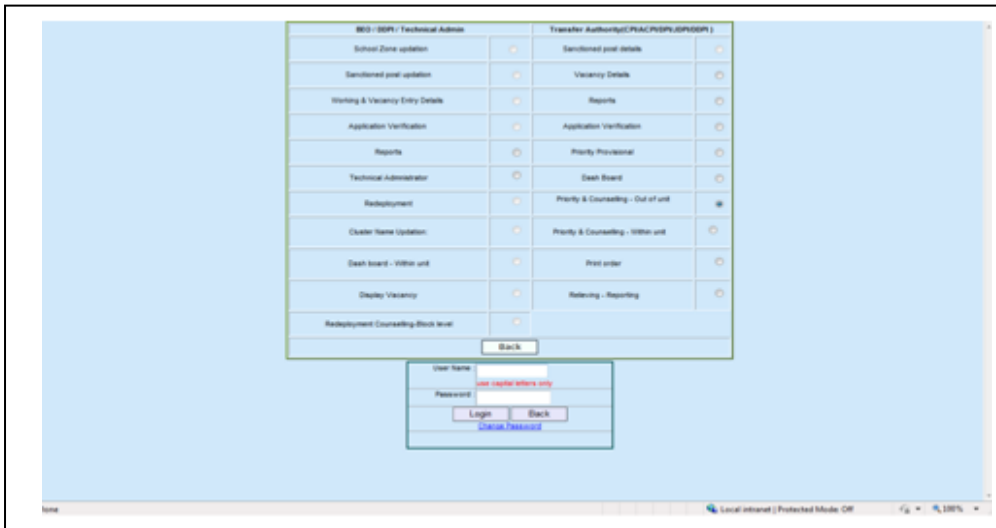 BEO / DDPI / Technical Admin Transfer Authority(CPI/ACPI/DPI/JDPI/DDPI )
School Zone updation Sanctioned post details
Sanctioned post updation Vacancy Details
Working & Vacancy Entry Details Reports
Application Verification Application Verification
Reports Priority Provisional
Technical Administrator Dash Board
Redeployment Priority & Counselling - Out of unit
Cluster Name Updation Priority & Counselling - Within unit
Dash board - Within unit Print order
Display Vacancy Relieving - Reporting
Redeployment Counselling-Block level
Back
User Name
use capital letters only
Password
Login Back
Change Password
Done Local intranet | Protected Mode: Off 100%